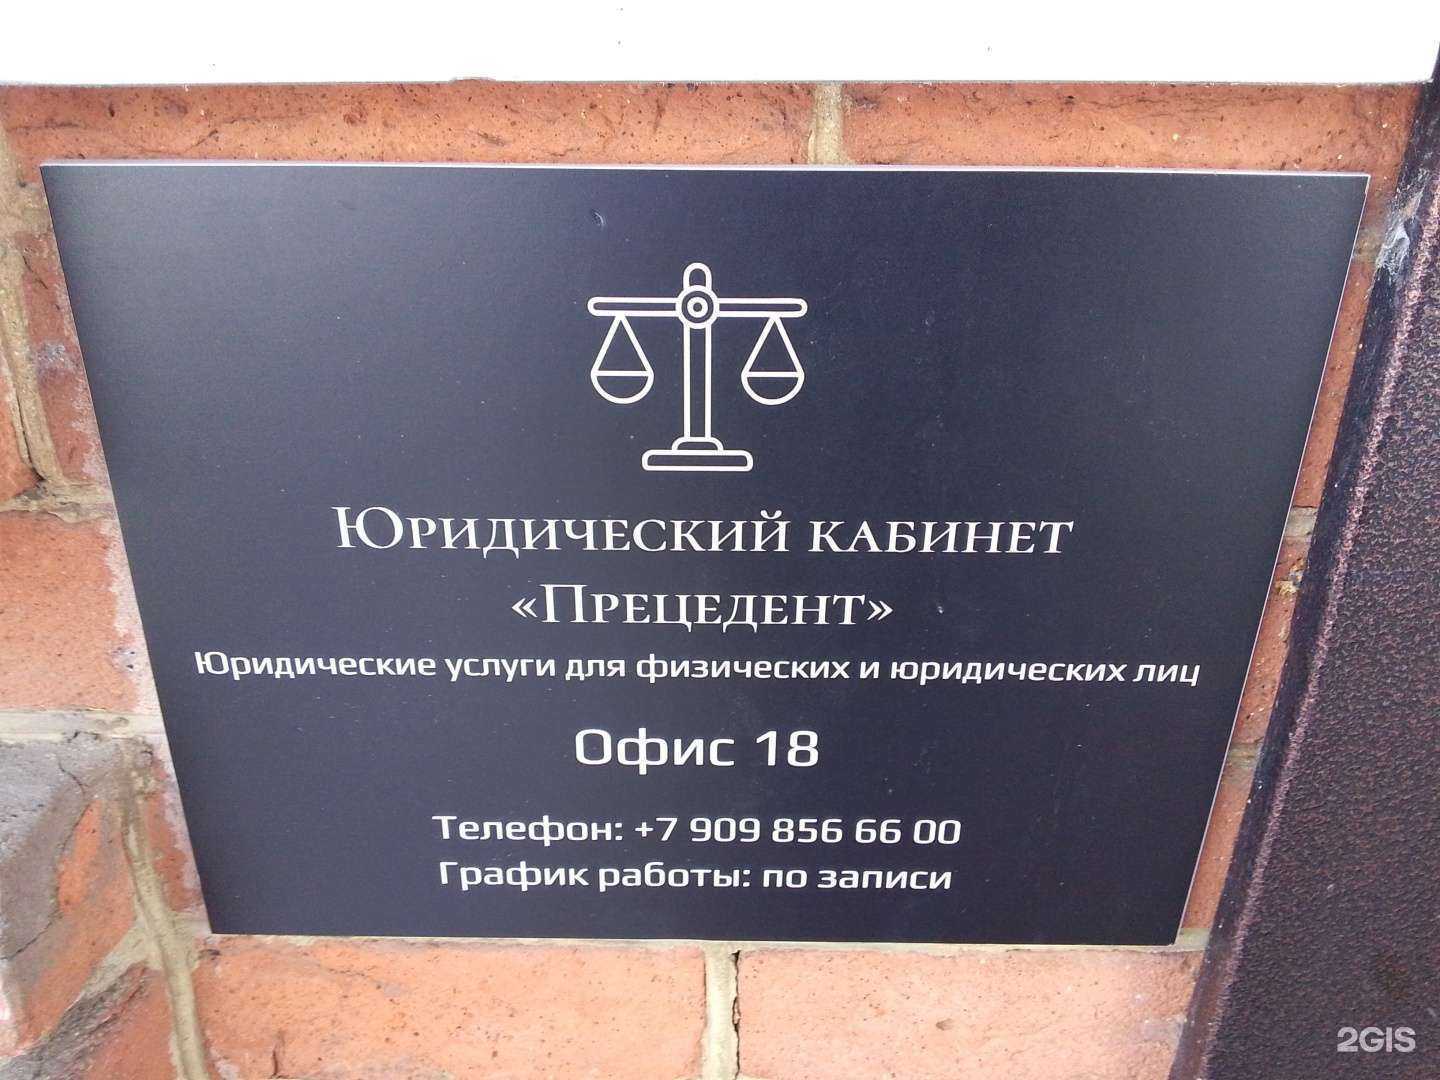 Юридический кабинет
«Прецедент»
Юридические услуги для физических и юридических лиц
Офис 18
Телефон: +7 909 856 66 00
График работы: по записи
2GIS